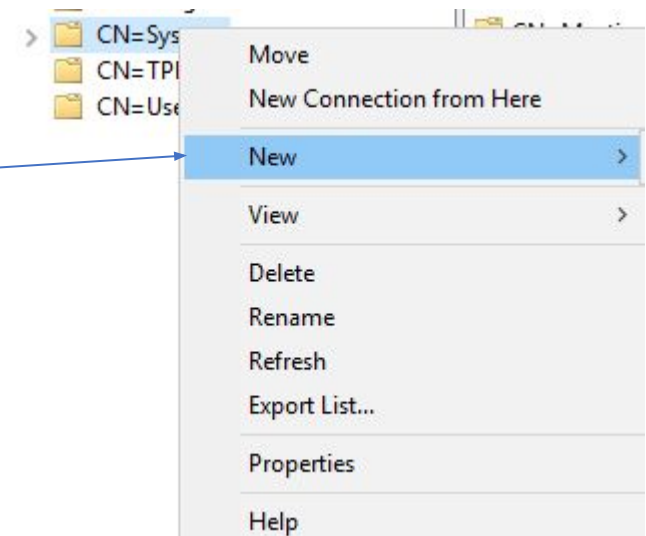 CN=Sys
CN=TPI
CN=Use
Move
New Connection from Here
New
View
Delete
Rename
Refresh
Export List...
Properties
Help